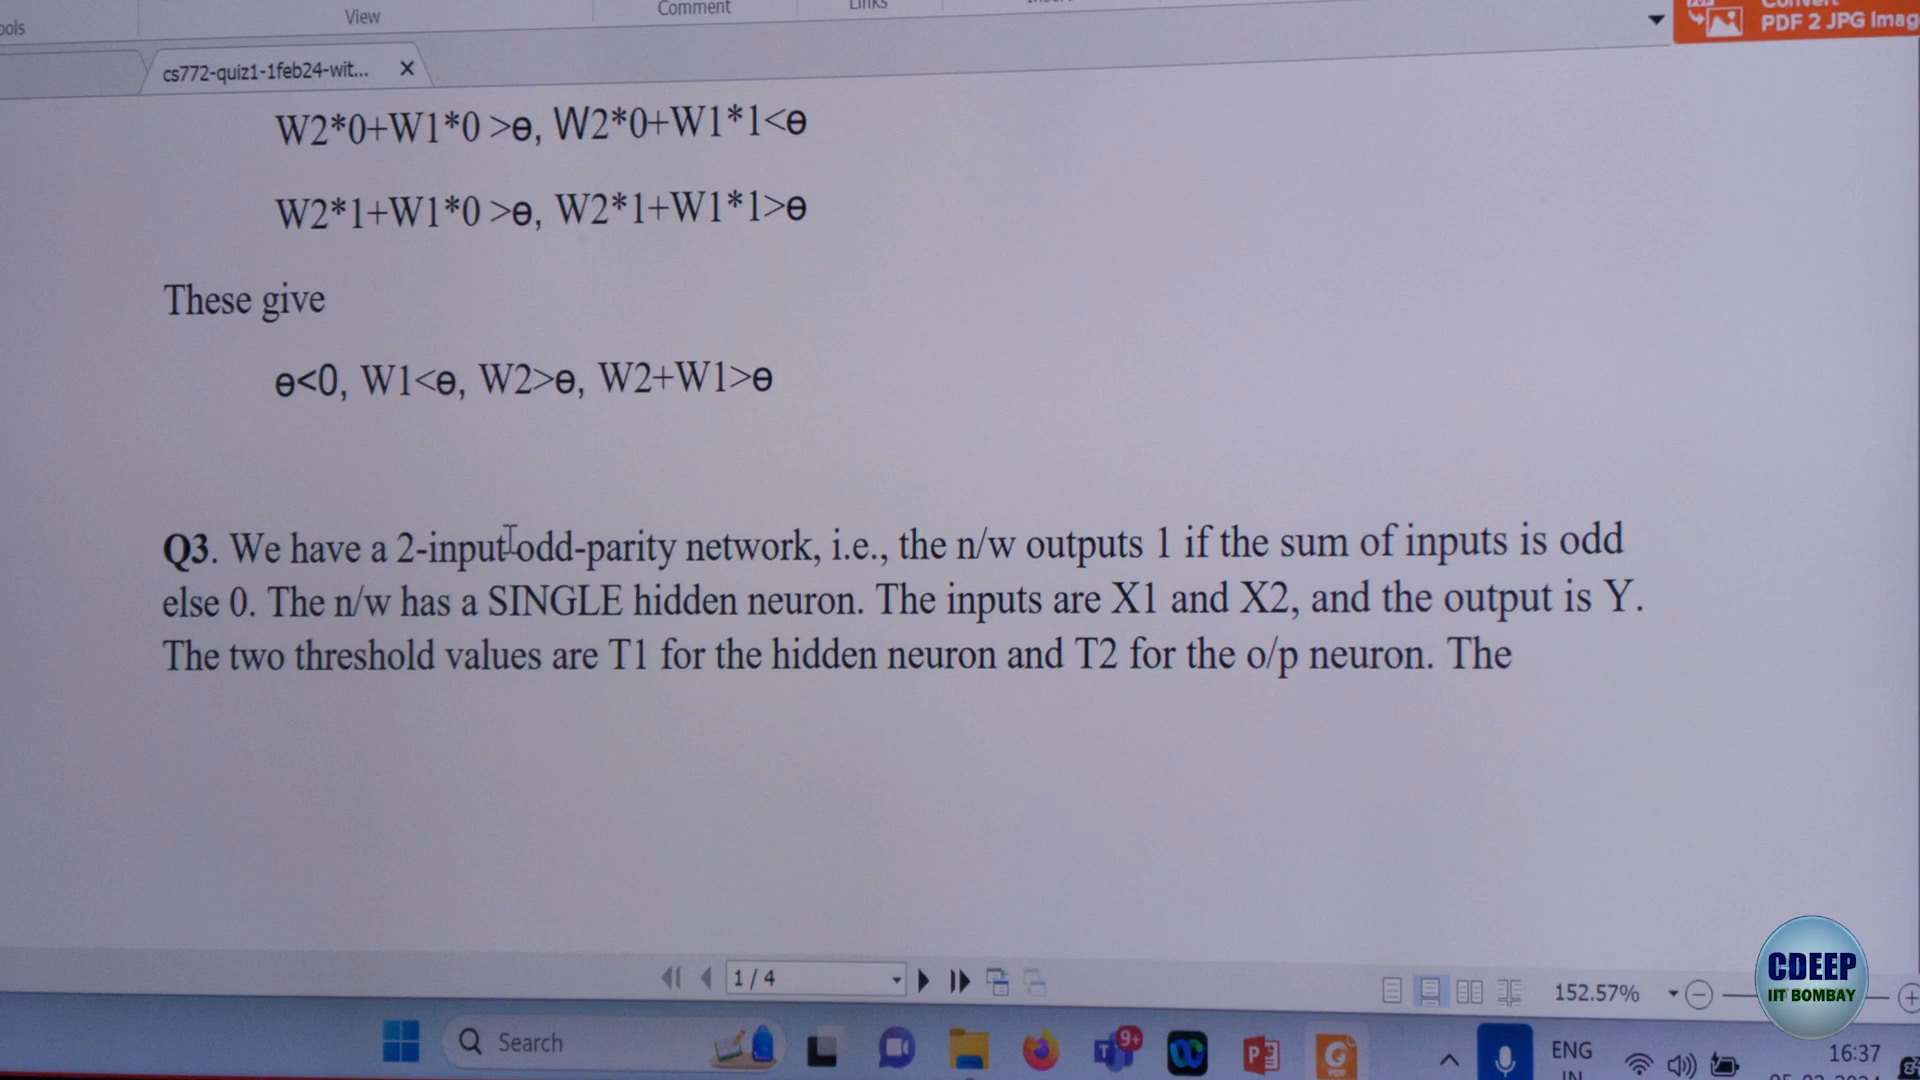 View
Comment
PDF 2 JPG Imag
cs772-quiz1-1feb24-wit...
W2*0+W1*0 >ɵ, W2*0+W1*1<ɵ
W2*1+W1*0 >ɵ, W2*1+W1*1>ɵ
These give
ɵ<0, W1<ɵ, W2>ɵ, W2+W1>ɵ
Q3. We have a 2-input odd-parity network, i.e., the n/w outputs 1 if the sum of inputs is odd
else 0. The n/w has a SINGLE hidden neuron. The inputs are X1 and X2, and the output is Y.
The two threshold values are T1 for the hidden neuron and T2 for the o/p neuron. The
1 / 4
152.57%
CDEEP
IIT BOMBAY
Search
9+
ENG
16:37